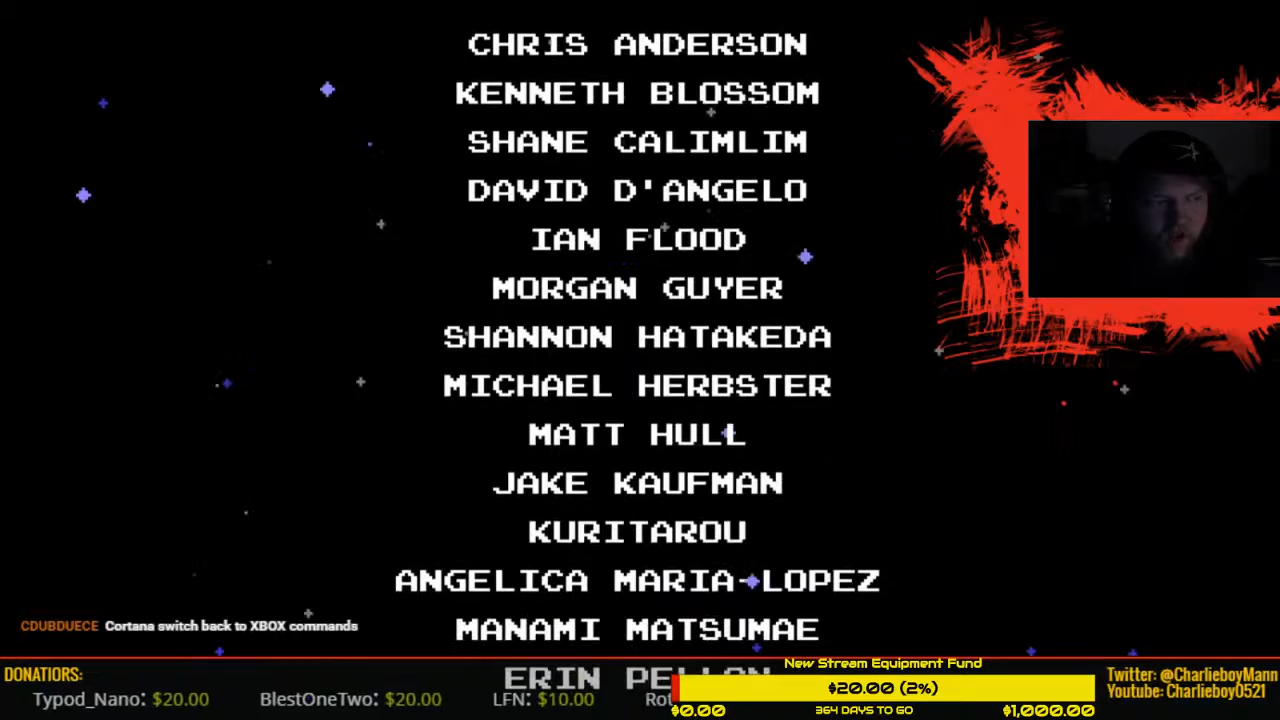 CHRIS ANDERSON
KENNETH BLOSSOM
SHANE CALIMLIM
DAVID D'ANGELO
IAN FLOOD
MORGAN GUYER
SHANNON HATAKEDA
MICHAEL HERBSTER
MATT HULL
JAKE KAUFMAN
KURITAROU
ANGELICA MARIA LOPEZ
MANAMI MATSUMAE
CDUBDUECE Cortana switch back to XBOX commands
ERIN
DONATIORS:
Typod_Nano: $20.00 BlestOneTwo: $20.00 LFN: $10.00
New Stream Equipment Fund
$20.00 (2%)
$0.00 364 DAYS TO GO $1,000.00
Twitter: @CharlieboyMann
Youtube: Charlieboy0521